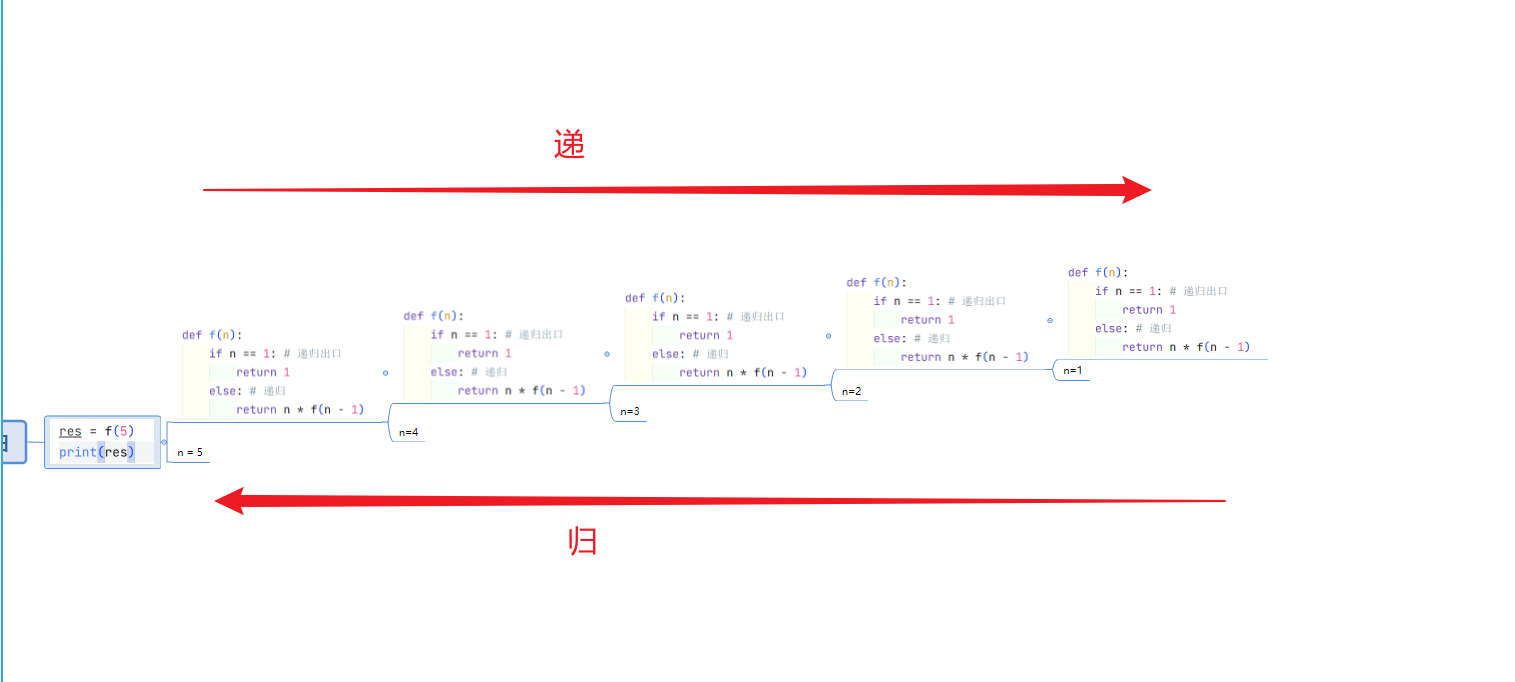 递
def f(n):
    if n == 1: # 递归出口
        return 1
    else: # 递归
        return n * f(n - 1)
n=1
def f(n):
    if n == 1: # 递归出口
        return 1
    else: # 递归
        return n * f(n - 1)
n=2
def f(n):
    if n == 1: # 递归出口
        return 1
    else: # 递归
        return n * f(n - 1)
n=3
def f(n):
    if n == 1: # 递归出口
        return 1
    else: # 递归
        return n * f(n - 1)
n=4
def f(n):
    if n == 1: # 递归出口
        return 1
    else: # 递归
        return n * f(n - 1)
n = 5
res = f(5)
print(res)
归